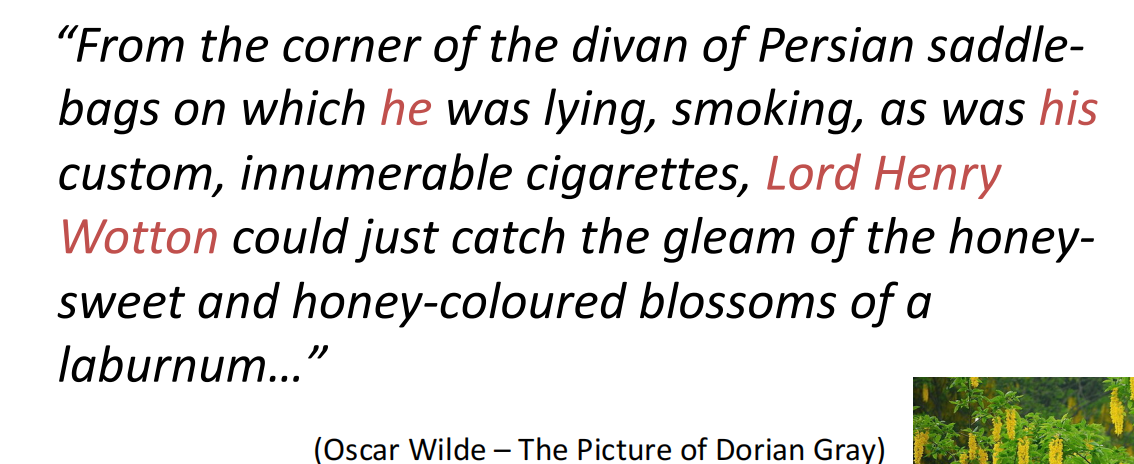 “From the corner of the divan of Persian saddle-
bags on which he was lying, smoking, as was his
custom, innumerable cigarettes, Lord Henry
Wotton could just catch the gleam of the honey-
sweet and honey-coloured blossoms of a
laburnum…”
(Oscar Wilde – The Picture of Dorian Gray)